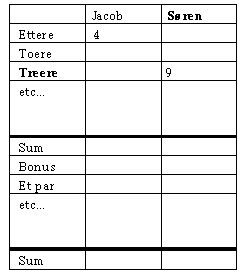 Jacob Søren
Ettere 4
Toere
Treere 9
etc...
Sum
Bonus
Et par
etc...
Sum